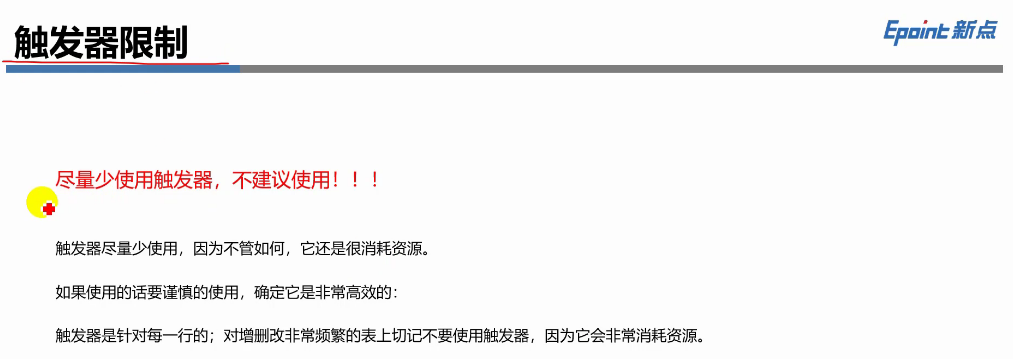 触发器限制
Epoint 新点
尽量少使用触发器，不建议使用！！！
触发器尽量少使用，因为不管如何，它还是很消耗资源。
如果使用的话要谨慎的使用，确定它是非常高效的：
触发器是针对每一行的；对增删改非常频繁的表上切记不要使用触发器，因为它会非常消耗资源。